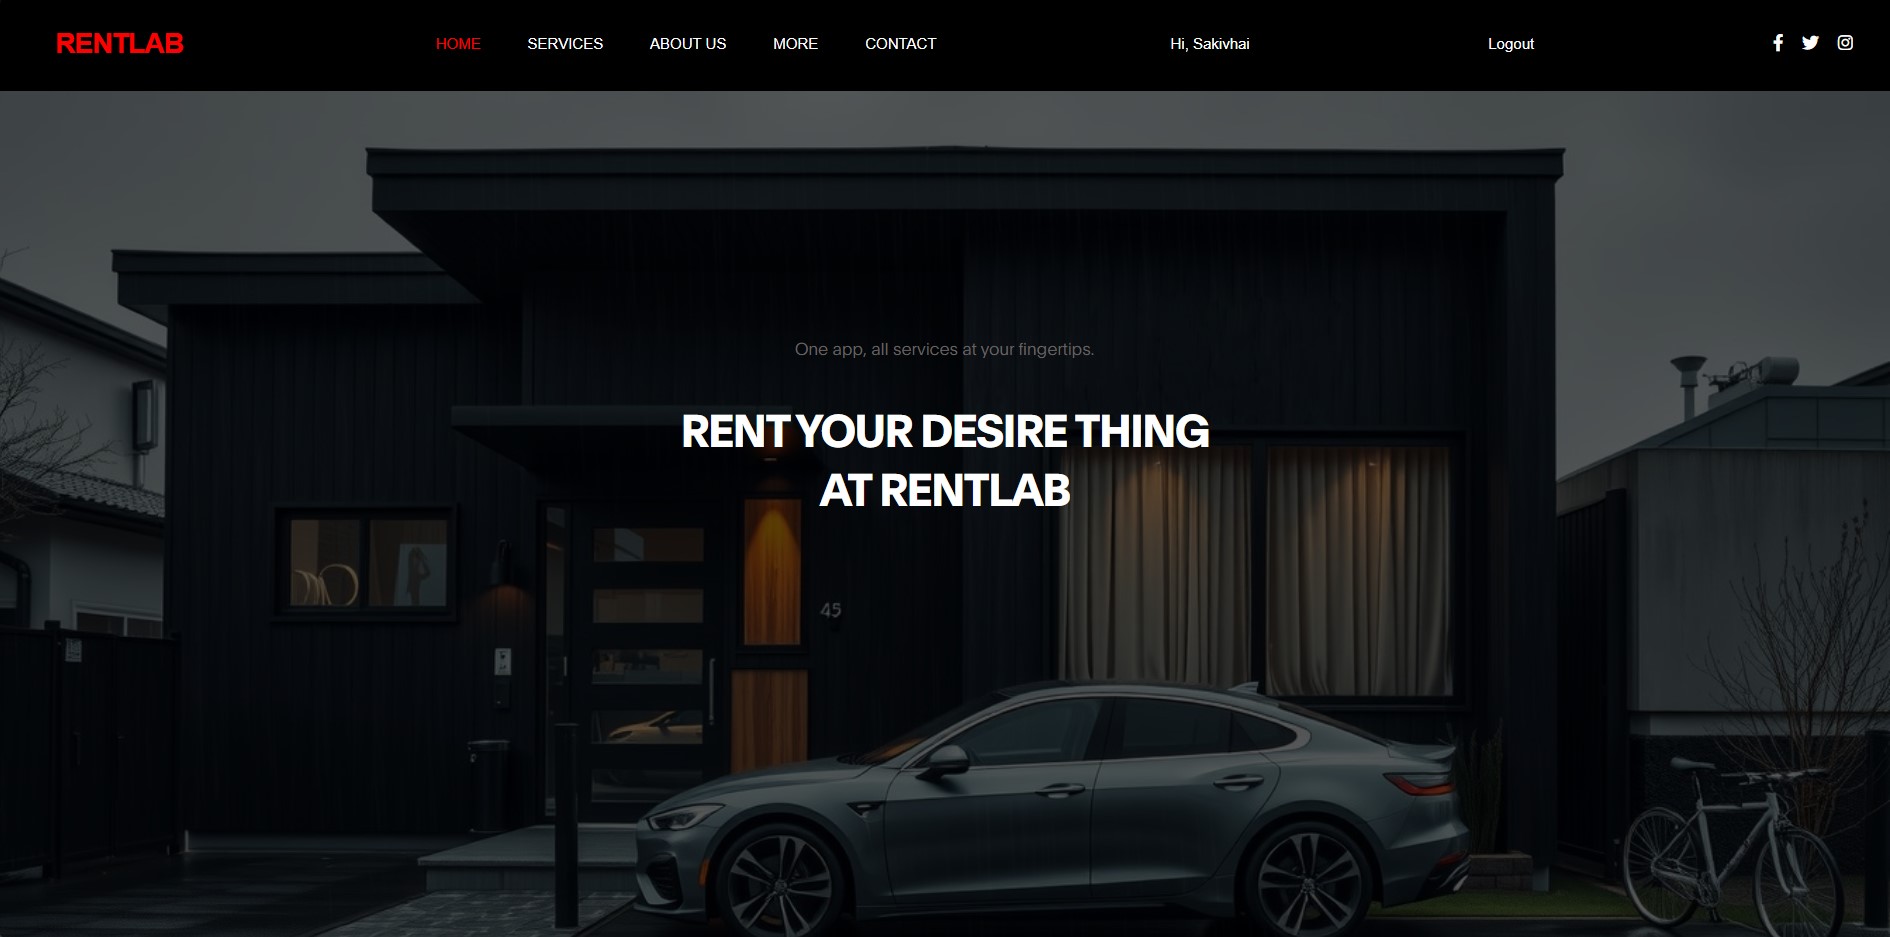 RENTLAB
HOME SERVICES ABOUT US MORE CONTACT
Hi, Sakivhai
Logout
One app, all services at your fingertips.
RENT YOUR DESIRE THING
AT RENTLAB
45